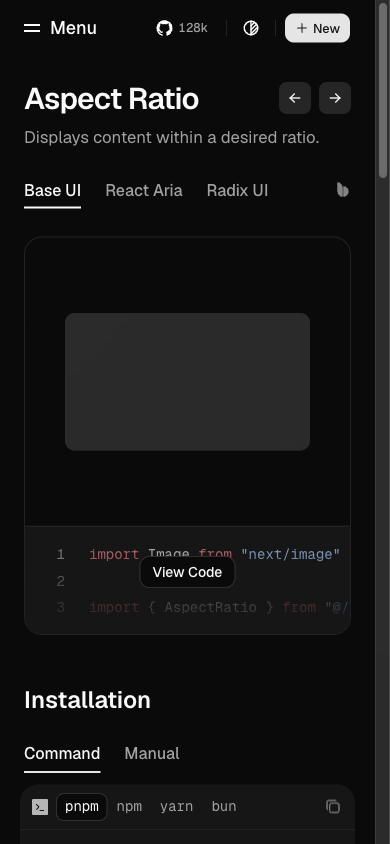 Menu 128k New
Aspect Ratio
Displays content within a desired ratio.
Base UI React Aria Radix UI
1 import Image from "next/image"
View Code
2
3 import { AspectRatio } from "@/
Installation
Command Manual
pnpm npm yarn bun